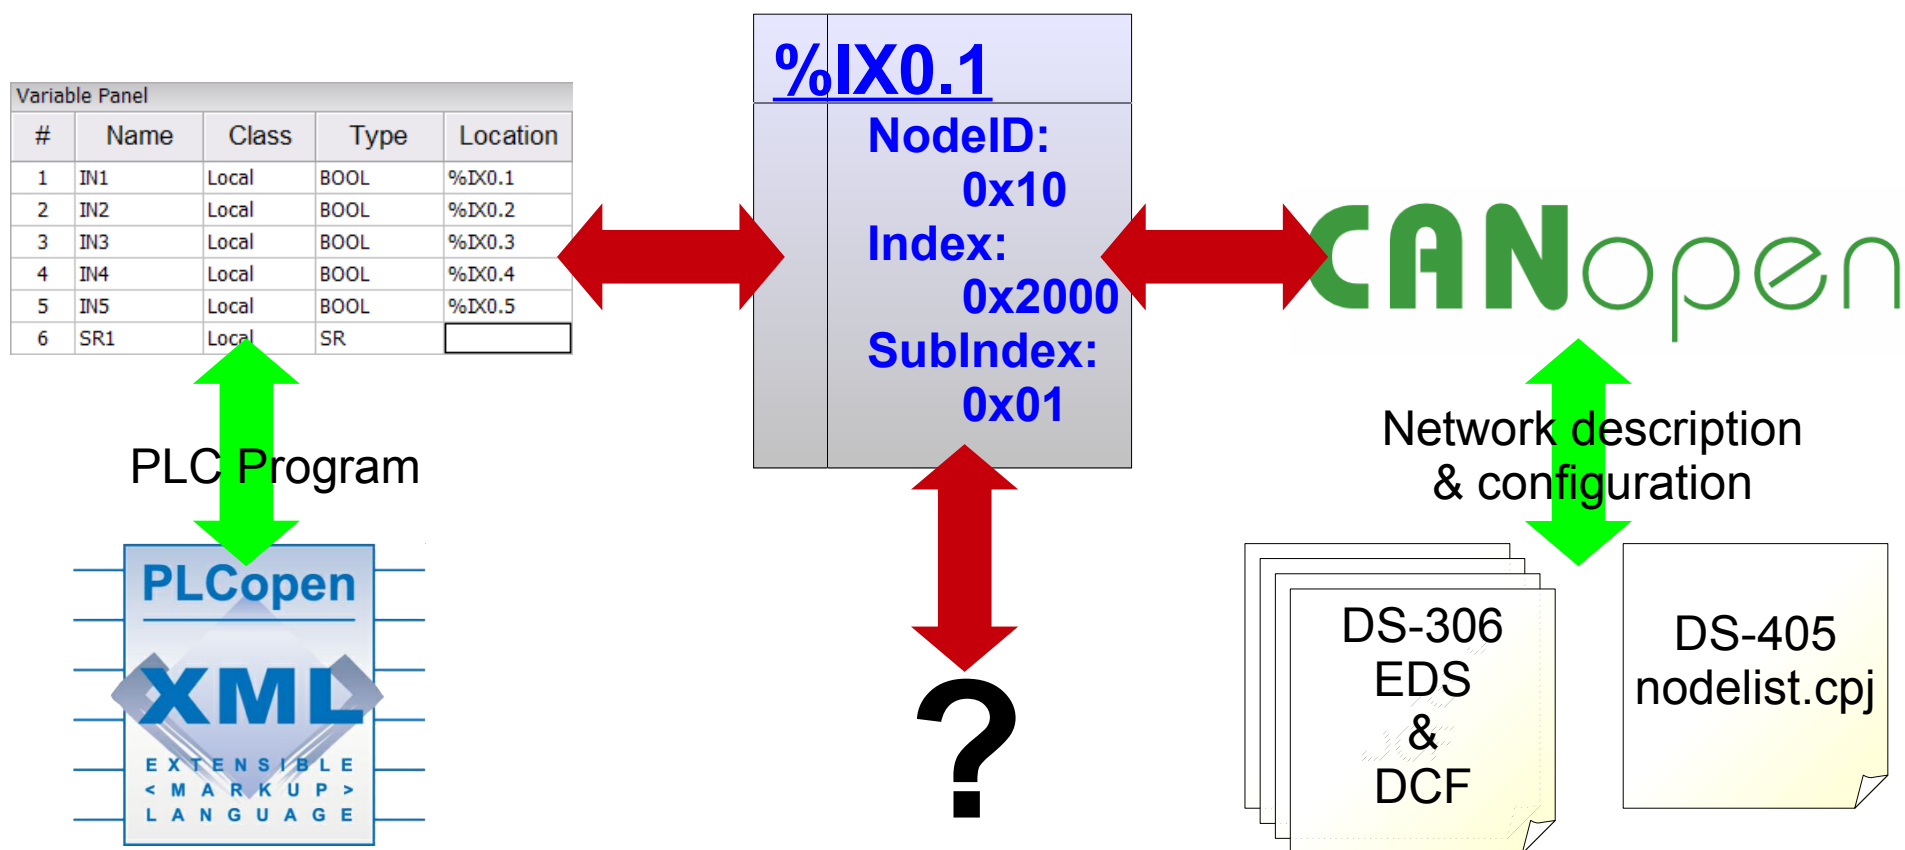 Variable Panel
# Name Class Type Location
1 IN1 Local BOOL %IX0.1
2 IN2 Local BOOL %IX0.2
3 IN3 Local BOOL %IX0.3
4 IN4 Local BOOL %IX0.4
5 IN5 Local BOOL %IX0.5
6 SR1 Local SR
PLC Program
PLCopen
XML
EXTENSIBLE
<MARKUP>
LANGUAGE
%IX0.1
NodeID:
0x10
Index:
0x2000
SubIndex:
0x01
?
CANopen
Network description
& configuration
DS-306
EDS
&
DCF
DS-405
nodelist.cpj